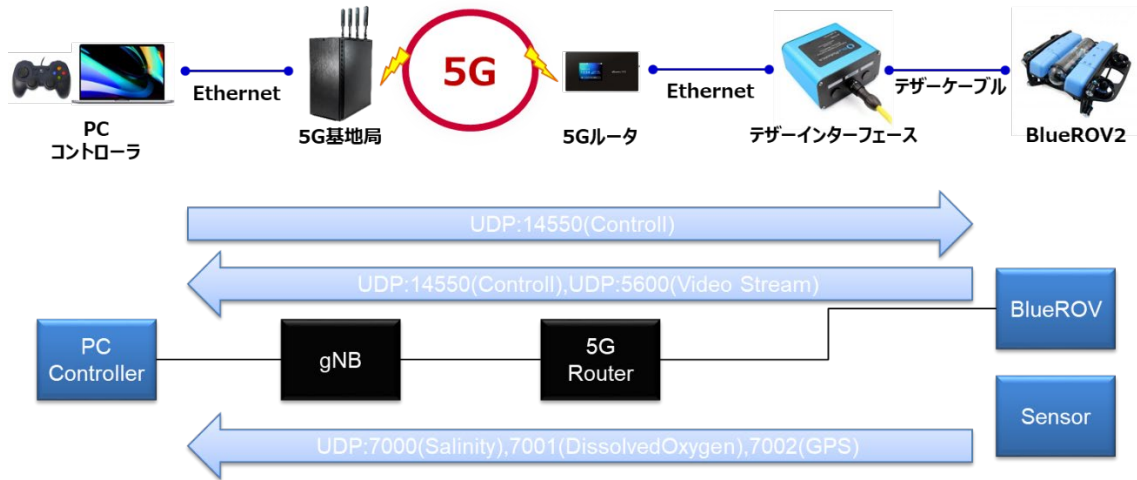 5G
Ethernet
Ethernet
テザーケーブル
PC
コントローラ
5G基地局
5Gルータ
テザーインターフェース
BlueROV2
UDP:14550(Controll)
UDP:14550(Controll),UDP:5600(Video Stream)
BlueROV
PC
Controller
gNB
5G
Router
Sensor
UDP:7000(Salinity),7001(DissolvedOxygen),7002(GPS)